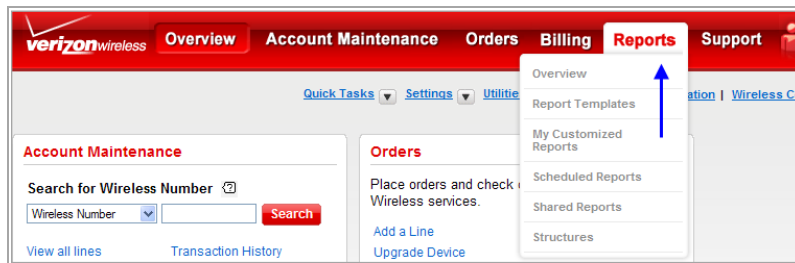 verizonwireless
Overview Account Maintenance Orders Billing Reports Support
Quick Tasks Settings
Overview
Report Templates
My Customized
Reports
Scheduled Reports
Shared Reports
Structures
Wireless
Account Maintenance
Search for Wireless Number
Wireless Number Search
View all lines Transaction History
Orders
Place orders and check
Wireless services.
Add a Line
Upgrade Device